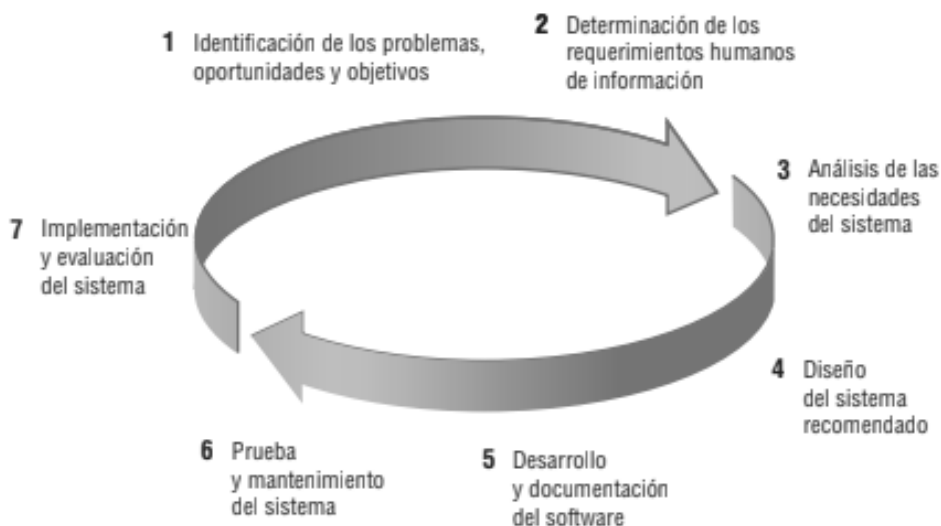 1 Identificación de los problemas,
oportunidades y objetivos
2 Determinación de los
requerimientos humanos
de información
3 Análisis de las
necesidades
del sistema
4 Diseño
del sistema
recomendado
5 Desarrollo
y documentación
del software
6 Prueba
y mantenimiento
del sistema
7 Implementación
y evaluación
del sistema